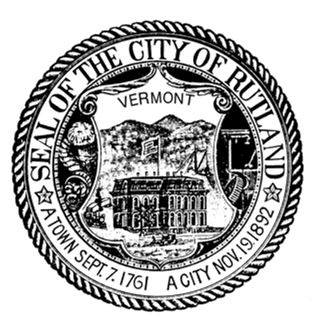 SEAL OF THE CITY OF RUTLAND
VERMONT
A TOWN SEPT. 7. 1761 A CITY NOV. 19. 1892